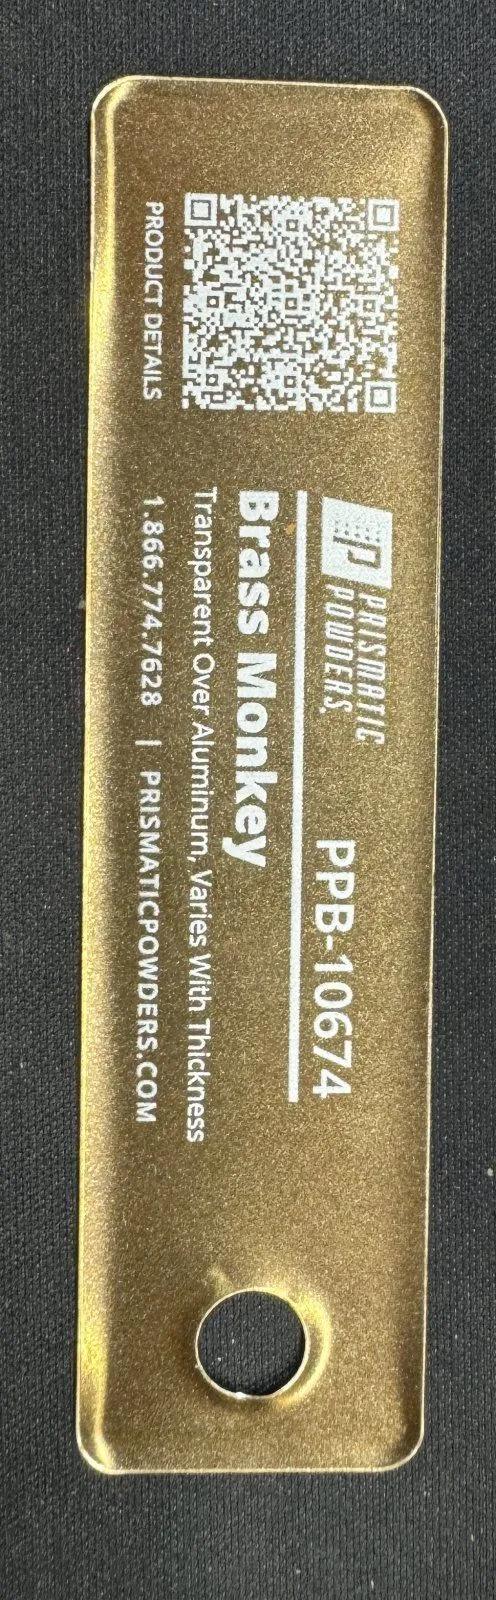 PRODUCT DETAILS
PRISMATIC
POWDERS.
PPB-10674
Brass Monkey
Transparent Over Aluminum, Varies With Thickness
1.866.774.7628 | PRISMATICPOWDERS.COM